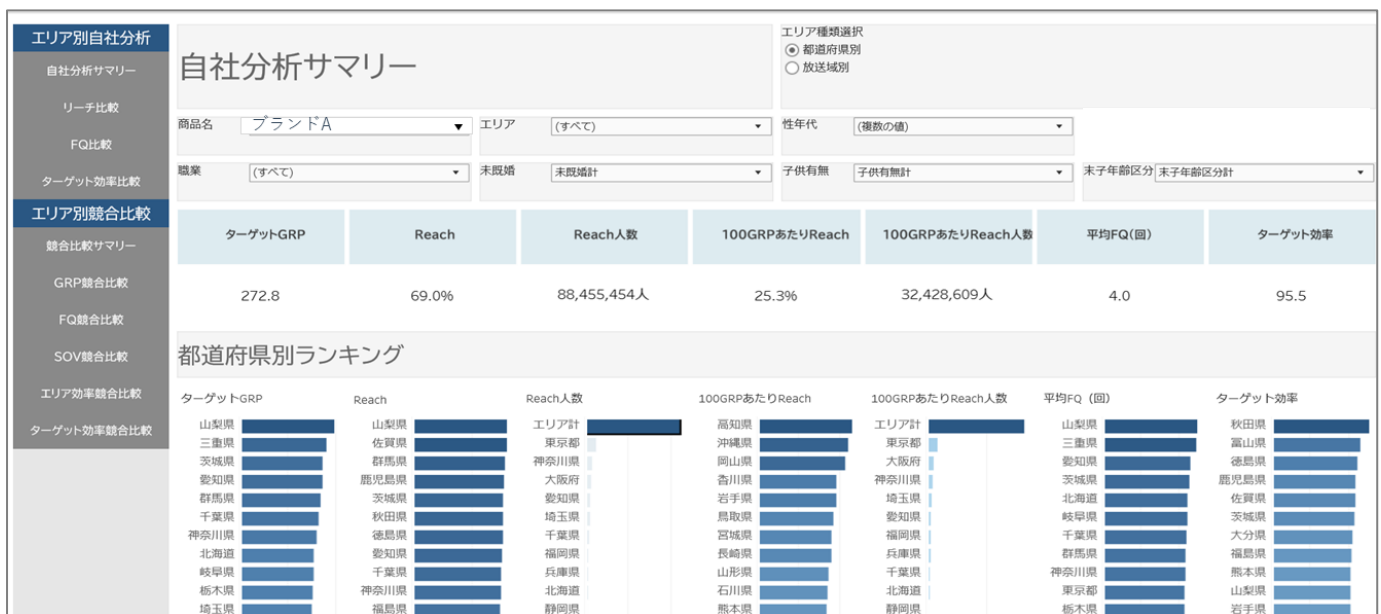 エリア別自社分析
自社分析サマリー
リーチ比較
FQ比較
ターゲット効率比較
エリア別競合比較
競合比較サマリー
GRP競合比較
FQ競合比較
SOV競合比較
エリア効率競合比較
ターゲット効率競合比較
自社分析サマリー
エリア種類選択
都道府県別
放送域別
商品名 ブランドA エリア (すべて) 性年代 (複数の値)
職業 (すべて) 未既婚 未既婚計 子供有無 子供有無計 末子年齢区分 末子年齢区分計
ターゲットGRP Reach Reach人数 100GRPあたりReach 100GRPあたりReach人数 平均FQ(回) ターゲット効率
272.8 69.0% 88,455,454人 25.3% 32,428,609人 4.0 95.5
都道府県別ランキング
ターゲットGRP Reach Reach人数 100GRPあたりReach 100GRPあたりReach人数 平均FQ（回） ターゲット効率
山梨県 山梨県 エリア計 高知県 エリア計 山梨県 秋田県
三重県 佐賀県 東京都 沖縄県 東京都 三重県 富山県
茨城県 群馬県 神奈川県 岡山県 大阪府 愛知県 徳島県
愛知県 鹿児島県 大阪府 香川県 神奈川県 茨城県 鹿児島県
群馬県 茨城県 愛知県 岩手県 埼玉県 北海道 佐賀県
千葉県 秋田県 埼玉県 鳥取県 愛知県 岐阜県 茨城県
神奈川県 徳島県 千葉県 宮城県 福岡県 千葉県 大分県
北海道 愛知県 福岡県 長崎県 兵庫県 群馬県 福島県
岐阜県 千葉県 兵庫県 山形県 千葉県 神奈川県 熊本県
栃木県 神奈川県 北海道 石川県 北海道 東京都 山梨県
埼玉県 福島県 静岡県 熊本県 静岡県 栃木県 岩手県